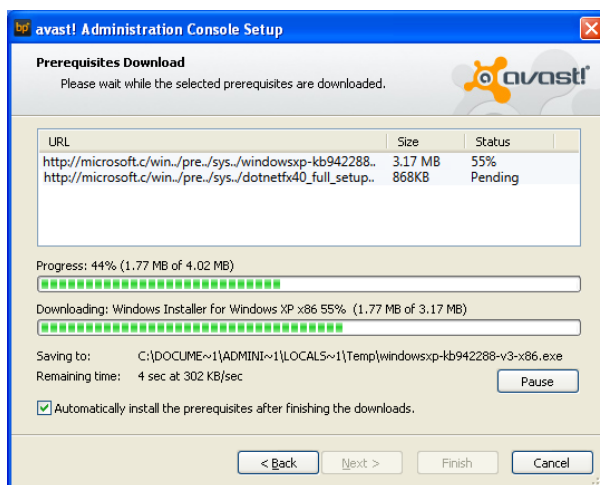 bp avast! Administration Console Setup
Prerequisites Download
Please wait while the selected prerequisites are downloaded.
avast!
URL Size Status
http://microsoft.c/win../pre../sys../windowsxp-kb942288.. 3.17 MB 55%
http://microsoft.c/win../pre../sys../dotnetfx40_full_setup.. 868KB Pending
Progress: 44% (1.77 MB of 4.02 MB)
Downloading: Windows Installer for Windows XP x86 55% (1.77 MB of 3.17 MB)
Saving to: C:\DOCUME~1\ADMINI~1\LOCALS~1\Temp\windowsxp-kb942288-v3-x86.exe
Remaining time: 4 sec at 302 KB/sec
Pause
Automatically install the prerequisites after finishing the downloads.
< Back Next > Finish Cancel